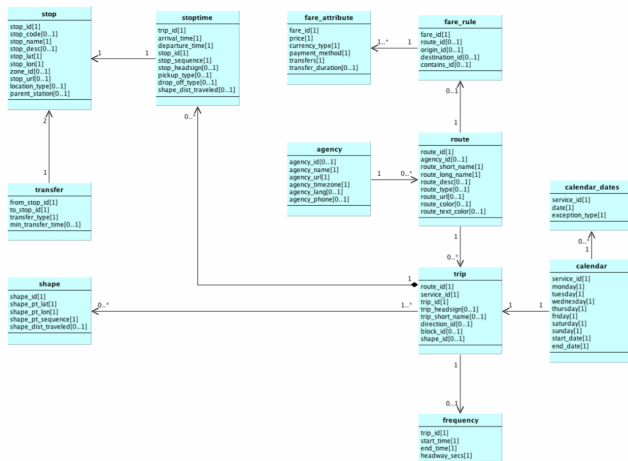 stop
stop_id[1]
stop_code[0...1]
stop_name[1]
stop_desc[0...1]
stop_lat[1]
stop_lon[1]
zone_id[0...1]
stop_url[0...1]
location_type[0...1]
parent_station[0...1]
1
1
stoptime
trip_id[1]
arrival_time[1]
departure_time[1]
stop_id[1]
stop_sequence[1]
stop_headsign[0...1]
pickup_type[0...1]
drop_off_type[0...1]
shape_dist_traveled[0...1]
0...*
fare_attribute
fare_id[1]
price[1]
currency_type[1]
payment_method[1]
transfers[1]
transfer_duration[0...1]
1...*
1
fare_rule
fare_id[1]
route_id[0...1]
origin_id[0...1]
destination_id[0...1]
contains_id[0...1]
0...1
1
2
1
transfer
from_stop_id[1]
to_stop_id[1]
transfer_type[1]
min_transfer_time[0...1]
agency
agency_id[0...1]
agency_name[1]
agency_url[1]
agency_timezone[1]
agency_lang[0...1]
agency_phone[0...1]
1
0...*
route
route_id[1]
agency_id[0...1]
route_short_name[1]
route_long_name[1]
route_desc[0...1]
route_type[1]
route_url[0...1]
route_color[0...1]
route_text_color[0...1]
1
0...*
calendar_dates
service_id[1]
date[1]
exception_type[1]
0...*
1
shape
shape_id[1]
shape_pt_lat[1]
shape_pt_lon[1]
shape_pt_sequence[1]
shape_dist_traveled[0...1]
0...*
1...*
1
trip
route_id[1]
service_id[1]
trip_id[1]
trip_headsign[0...1]
trip_short_name[0...1]
direction_id[0...1]
block_id[0...1]
shape_id[0...1]
1
1
calendar
service_id[1]
monday[1]
tuesday[1]
wednesday[1]
thursday[1]
friday[1]
saturday[1]
sunday[1]
start_date[1]
end_date[1]
1
0...1
frequency
trip_id[1]
start_time[1]
end_time[1]
headway_secs[1]